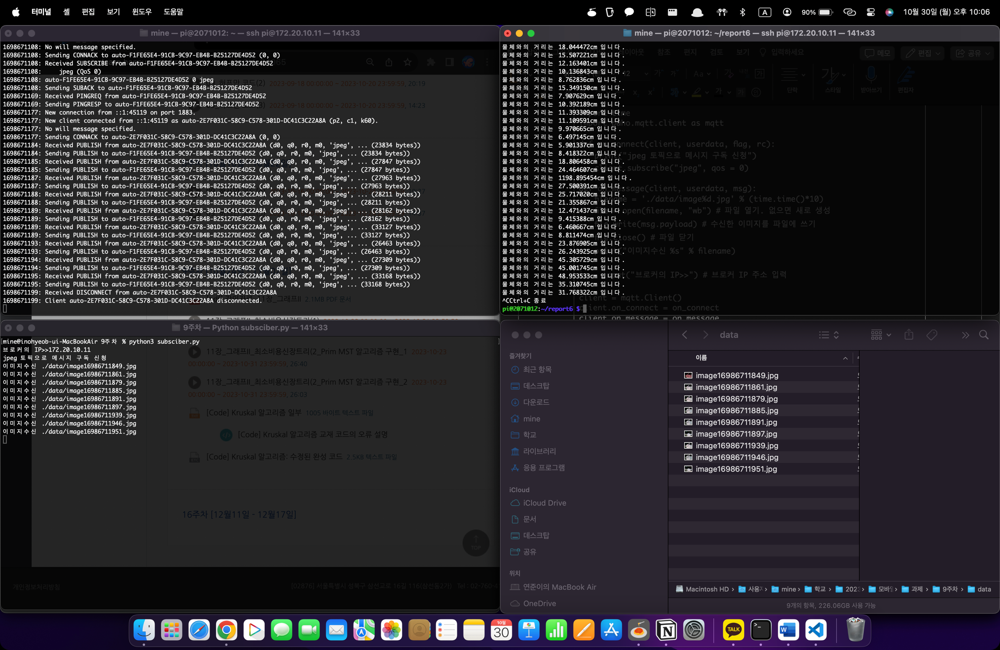 터미널 셸 편집 보기 윈도우 도움말 A 90% 10월 30일 (월) 오후 10:06
mine — pi@2071012: ~ — ssh pi@172.20.10.11 — 141×33
1698671108: No will message specified.
1698671108: Sending CONNACK to auto-F1FE65E4-91CB-9C97-EB4B-B25127DE4D52 (0, 0)
1698671108: Received SUBSCRIBE from auto-F1FE65E4-91CB-9C97-EB4B-B25127DE4D52
1698671108: jpeg (QoS 0)
1698671108: auto-F1FE65E4-91CB-9C97-EB4B-B25127DE4D52 0 jpeg
1698671108: Sending SUBACK to auto-F1FE65E4-91CB-9C97-EB4B-B25127DE4D52
1698671169: Received PINGREQ from auto-F1FE65E4-91CB-9C97-EB4B-B25127DE4D52
1698671169: Sending PINGRESP to auto-F1FE65E4-91CB-9C97-EB4B-B25127DE4D52
1698671177: New connection from ::1:45119 on port 1883.
1698671177: New client connected from ::1:45119 as auto-2E7F031C-58C9-C578-301D-DC41C3C22A8A (p2, c1, k60).
1698671177: No will message specified.
1698671177: Sending CONNACK to auto-2E7F031C-58C9-C578-301D-DC41C3C22A8A (0, 0)
1698671184: Received PUBLISH from auto-2E7F031C-58C9-C578-301D-DC41C3C22A8A (d0, q0, r0, m0, 'jpeg', ... (23834 bytes))
1698671184: Sending PUBLISH to auto-F1FE65E4-91CB-9C97-EB4B-B25127DE4D52 (d0, q0, r0, m0, 'jpeg', ... (23834 bytes))
1698671185: Received PUBLISH from auto-2E7F031C-58C9-C578-301D-DC41C3C22A8A (d0, q0, r0, m0, 'jpeg', ... (27847 bytes))
1698671185: Sending PUBLISH to auto-F1FE65E4-91CB-9C97-EB4B-B25127DE4D52 (d0, q0, r0, m0, 'jpeg', ... (27847 bytes))
1698671187: Received PUBLISH from auto-2E7F031C-58C9-C578-301D-DC41C3C22A8A (d0, q0, r0, m0, 'jpeg', ... (27963 bytes))
1698671187: Sending PUBLISH to auto-F1FE65E4-91CB-9C97-EB4B-B25127DE4D52 (d0, q0, r0, m0, 'jpeg', ... (27963 bytes))
1698671188: Received PUBLISH from auto-2E7F031C-58C9-C578-301D-DC41C3C22A8A (d0, q0, r0, m0, 'jpeg', ... (28211 bytes))
1698671188: Sending PUBLISH to auto-F1FE65E4-91CB-9C97-EB4B-B25127DE4D52 (d0, q0, r0, m0, 'jpeg', ... (28211 bytes))
1698671189: Received PUBLISH from auto-2E7F031C-58C9-C578-301D-DC41C3C22A8A (d0, q0, r0, m0, 'jpeg', ... (28162 bytes))
1698671189: Sending PUBLISH to auto-F1FE65E4-91CB-9C97-EB4B-B25127DE4D52 (d0, q0, r0, m0, 'jpeg', ... (28162 bytes))
1698671189: Received PUBLISH from auto-2E7F031C-58C9-C578-301D-DC41C3C22A8A (d0, q0, r0, m0, 'jpeg', ... (33127 bytes))
1698671189: Sending PUBLISH to auto-F1FE65E4-91CB-9C97-EB4B-B25127DE4D52 (d0, q0, r0, m0, 'jpeg', ... (33127 bytes))
1698671193: Received PUBLISH from auto-2E7F031C-58C9-C578-301D-DC41C3C22A8A (d0, q0, r0, m0, 'jpeg', ... (26463 bytes))
1698671193: Sending PUBLISH to auto-F1FE65E4-91CB-9C97-EB4B-B25127DE4D52 (d0, q0, r0, m0, 'jpeg', ... (26463 bytes))
1698671194: Received PUBLISH from auto-2E7F031C-58C9-C578-301D-DC41C3C22A8A (d0, q0, r0, m0, 'jpeg', ... (27309 bytes))
1698671194: Sending PUBLISH to auto-F1FE65E4-91CB-9C97-EB4B-B25127DE4D52 (d0, q0, r0, m0, 'jpeg', ... (27309 bytes))
1698671195: Received PUBLISH from auto-2E7F031C-58C9-C578-301D-DC41C3C22A8A (d0, q0, r0, m0, 'jpeg', ... (33168 bytes))
1698671195: Sending PUBLISH to auto-F1FE65E4-91CB-9C97-EB4B-B25127DE4D52 (d0, q0, r0, m0, 'jpeg', ... (33168 bytes))
1698671199: Received DISCONNECT from auto-2E7F031C-58C9-C578-301D-DC41C3C22A8A
1698671199: Client auto-2E7F031C-58C9-C578-301D-DC41C3C22A8A disconnected.
mine — pi@2071012: ~/report6 — ssh pi@172.20.10.11 — 141×33
물체와의 거리는 18.044472cm 입니다.
물체와의 거리는 15.507221cm 입니다.
물체와의 거리는 12.163401cm 입니다.
물체와의 거리는 10.136843cm 입니다.
물체와의 거리는 8.762836cm 입니다.
물체와의 거리는 15.349150cm 입니다.
물체와의 거리는 7.907629cm 입니다.
물체와의 거리는 10.392189cm 입니다.
물체와의 거리는 11.393309cm 입니다.
물체와의 거리는 11.109591cm 입니다.
물체와의 거리는 9.970665cm 입니다.
물체와의 거리는 6.497145cm 입니다.
물체와의 거리는 5.901337cm 입니다.
물체와의 거리는 8.418322cm 입니다.
물체와의 거리는 18.806458cm 입니다.
물체와의 거리는 24.464607cm 입니다.
물체와의 거리는 1198.895454cm 입니다.
물체와의 거리는 27.500391cm 입니다.
물체와의 거리는 25.717020cm 입니다.
물체와의 거리는 21.355867cm 입니다.
물체와의 거리는 12.471437cm 입니다.
물체와의 거리는 9.415388cm 입니다.
물체와의 거리는 6.460667cm 입니다.
물체와의 거리는 8.811474cm 입니다.
물체와의 거리는 23.876905cm 입니다.
물체와의 거리는 26.243925cm 입니다.
물체와의 거리는 45.305729cm 입니다.
물체와의 거리는 45.001745cm 입니다.
물체와의 거리는 48.953533cm 입니다.
물체와의 거리는 35.310745cm 입니다.
물체와의 거리는 31.768322cm 입니다.
^CCtrl+C 종료
pi@2071012:~/report6 $
9주차 — Python subsciber.py — 141×33
[mine@inohyeob-ui-MacBookAir 9주차 % python3 subsciber.py ]
브로커의 IP>>172.20.10.11
jpeg 토픽으로 메시지 구독 신청
이미지수신 ./data/image16986711849.jpg
이미지수신 ./data/image16986711861.jpg
이미지수신 ./data/image16986711879.jpg
이미지수신 ./data/image16986711885.jpg
이미지수신 ./data/image16986711891.jpg
이미지수신 ./data/image16986711897.jpg
이미지수신 ./data/image16986711939.jpg
이미지수신 ./data/image16986711946.jpg
이미지수신 ./data/image16986711951.jpg
11장_그래프II_최소비용신장트리(2_Prim MST 알고리즘 구현_1 2023-10-23
00:00:00 ~ 2023-10-31 23:59:59, 26:40
11장_그래프II_최소비용신장트리(2_Prim MST 알고리즘 구현_2 2023-10-23
00:00:00 ~ 2023-10-31 23:59:59, 26:03
[Code] Kruskal 알고리즘 일부 1005 바이트 텍스트 파일
[Code] Kruskal 알고리즘 교재 코드의 오류 설명
[Code] Kruskal 알고리즘: 수정된 완성 코드 2.5KB 텍스트 파일
16주차 [12월11일 - 12월17일]
TOP
개인정보처리방침
[02876] 서울특별시 성북구 삼선교로 16길 116(삼선동2가) Tel : 02-760-4
data
즐겨찾기
최근 항목
데스크탑
다운로드
mine
학교
라이브러리
응용 프로그램
iCloud
iCloud Drive
문서
데스크탑
공유
위치
연준이의 MacBook Air
OneDrive
이름
image16986711849.jpg
image16986711861.jpg
image16986711879.jpg
image16986711885.jpg
image16986711891.jpg
image16986711897.jpg
image16986711939.jpg
image16986711946.jpg
image16986711951.jpg
Macintosh HD › 사용 › mine › 학교 › 202 › 모바 › 과제 › 9주차 › data
9개의 항목, 226.06GB 사용 가능
10월
30
TALK